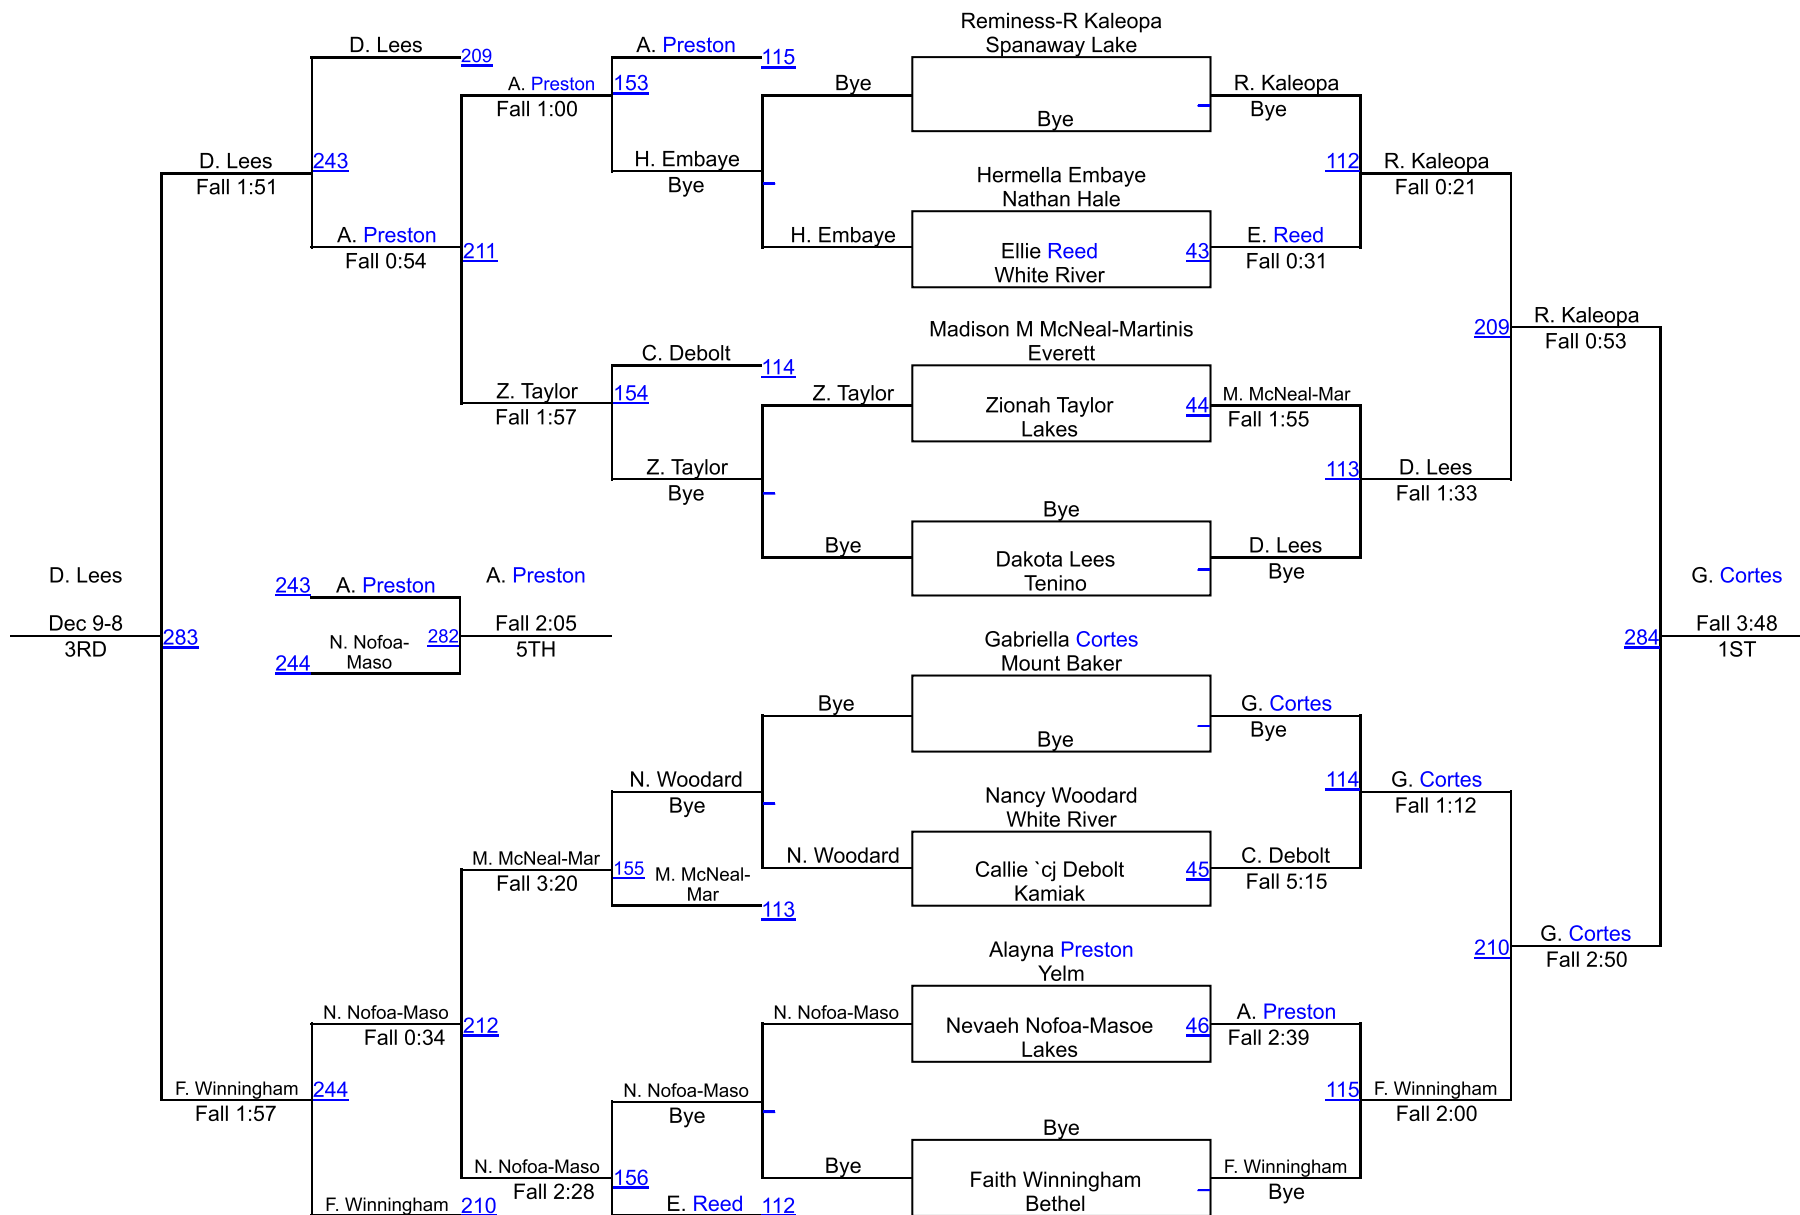 Reminess-R Kaleopa
D. Lees
A. Preston
Spanaway Lake
209
115
A. Preston
153
Bye
R. Kaleopa
Fall 1:00
Bye
Bye
D. Lees
243
H. Embaye
112
R. Kaleopa
Fall 1:51
Bye
Hermella Embaye
Fall 0:21
Nathan Hale
A. Preston
H. Embaye
E. Reed
Fall 0:54
211
Ellie Reed
43
Fall 0:31
White River
Madison M McNeal-Martinis
R. Kaleopa
209
Fall 0:53
C. Debolt
Everett
114
Z. Taylor
154
Z. Taylor
M. McNeal-Mar
Fall 1:57
Zionah Taylor
44
Fall 1:55
Lakes
Z. Taylor
113
D. Lees
Bye
Fall 1:33
Bye
Bye
D. Lees
Dakota Lees
Bye
Tenino
D. Lees
243
A. Preston
A. Preston
G. Cortes
Dec 9-8
Fall 2:05
Fall 3:48
283
N. Nofoa-
Maso
282
284
3RD
5TH
1ST
244
Gabriella Cortes
Mount Baker
Bye
G. Cortes
Bye
Bye
N. Woodard
114
G. Cortes
Bye
Nancy Woodard
Fall 1:12
White River
M. McNeal-Mar
N. Woodard
C. Debolt
Fall 3:20
155
M. McNeal-
Mar
Callie `cj Debolt
45
Fall 5:15
Kamiak
113
Alayna Preston
G. Cortes
210
Fall 2:50
Yelm
N. Nofoa-Maso
N. Nofoa-Maso
A. Preston
Fall 0:34
212
Nevaeh Nofoa-Masoe
46
Fall 2:39
Lakes
F. Winningham
244
N. Nofoa-Maso
115
F. Winningham
Fall 1:57
Bye
Fall 2:00
Bye
N. Nofoa-Maso
Bye
F. Winningham
Fall 2:28
156
Faith Winningham
Bye
F. Winningham
210
E. Reed
112
Bethel